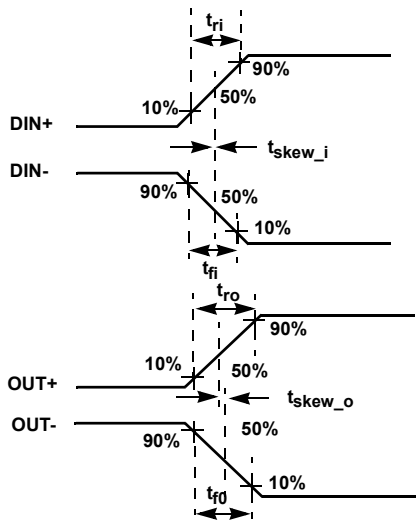 tri
90%
10%
50%
DIN+
tskew_i
DIN-
90%
50%
10%
tfi
tro
90%
10%
50%
OUT+
tskew_o
OUT-
90%
50%
10%
tf0